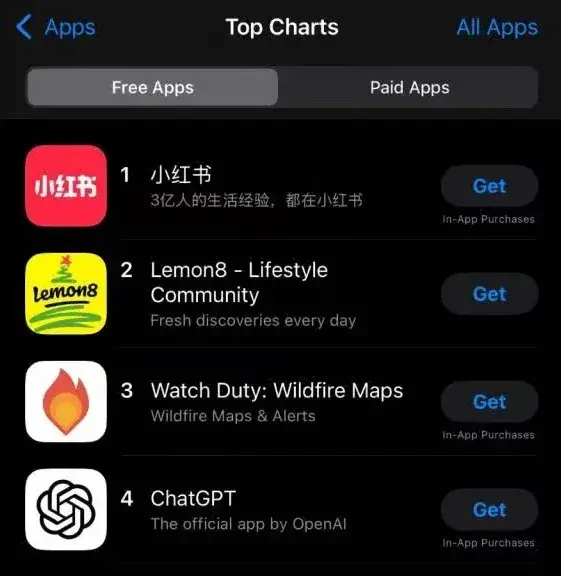 Apps
Top Charts
All Apps
Free Apps
Paid Apps
小红书
1
小红书
3亿人的生活经验，都在小红书
Get
In-App Purchases
Lemon8
2
Lemon8 - Lifestyle
Community
Fresh discoveries every day
Get
3
Watch Duty: Wildfire Maps
Wildfire Maps & Alerts
Get
In-App Purchases
4
ChatGPT
The official app by OpenAI
Get
In-App Purchases